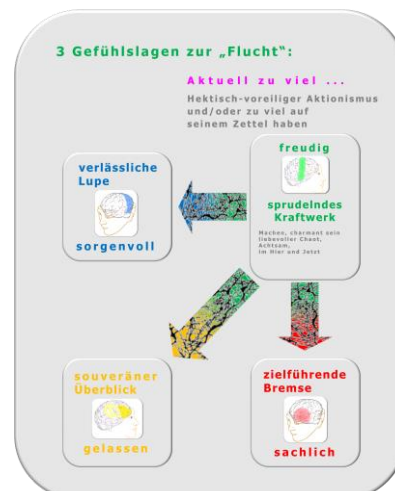 3 Gefühlslagen zur „Flucht“:
Aktuell zu viel ...
Hektisch-voreiliger Aktionismus
und/oder zu viel auf
seinem Zettel haben
freudig
sprudelndes
Kraftwerk
Machen, charmant sein
liebevoller Chaot,
Achtsam,
im Hier und Jetzt
verlässliche
Lupe
sorgenvoll
souveräner
Überblick
gelassen
zielführende
Bremse
sachlich